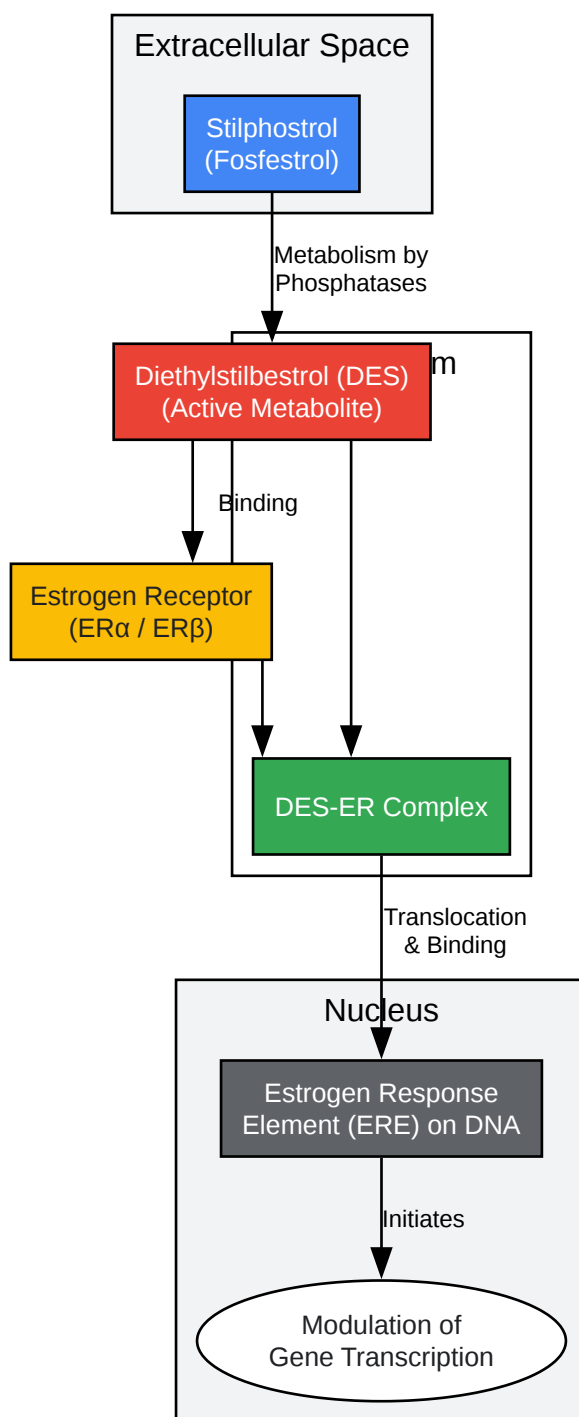 Extracellular Space
Stilphostrol
(Fosfestrol)
Metabolism by
Phosphatases
Diethylstilbestrol (DES)
(Active Metabolite)
Binding
Estrogen Receptor
(ERα / ERβ)
DES-ER Complex
Translocation
& Binding
Nucleus
Estrogen Response
Element (ERE) on DNA
Initiates
Modulation of
Gene Transcription